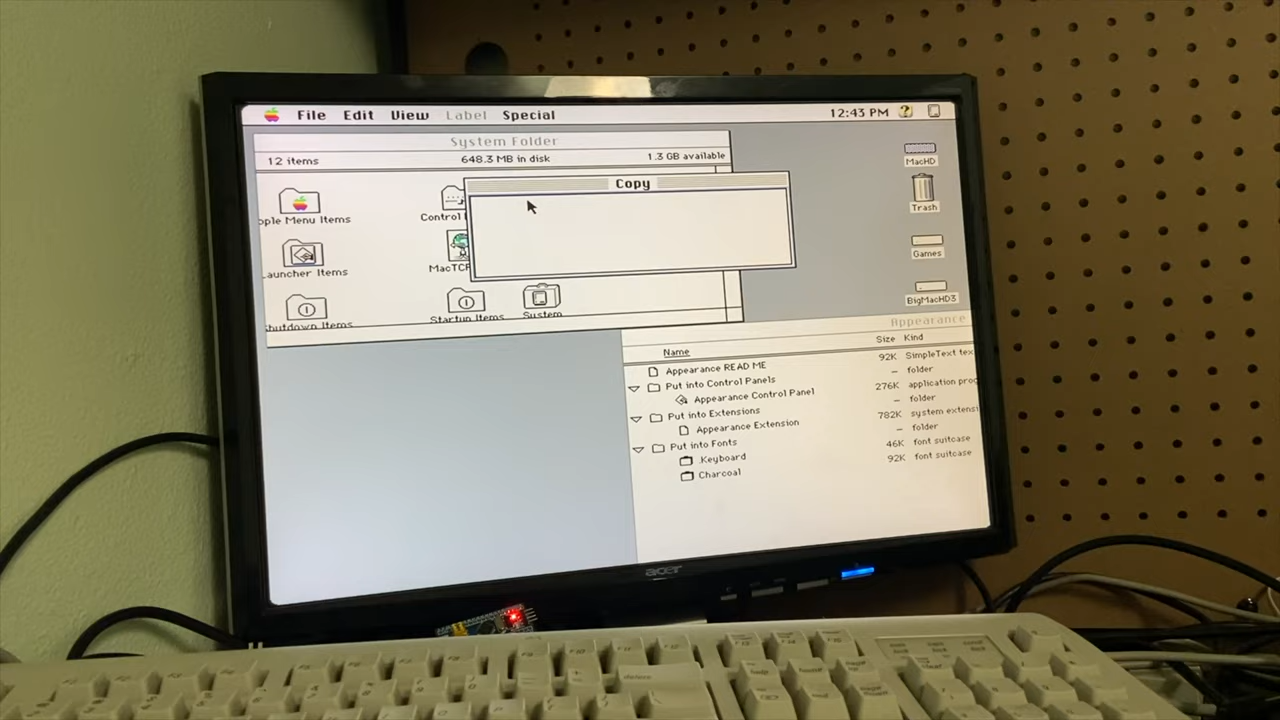 File Edit View Label Special 12:43 PM
System Folder
12 items 648.3 MB in disk 1.3 GB available
Copy
MacHD
Trash
Games
BigMacHD3
ople Menu Items
Control
auncher Items
MacTCP
hutdown Items
Startup Items
System
Appearance
Name Size Kind
Appearance READ ME 92K SimpleText tex
Put into Control Panels – folder
Appearance Control Panel 276K application prog
Put into Extensions – folder
Appearance Extension 782K system extensi
Put into Fonts – folder
Keyboard 46K font suitcase
Charcoal 92K font suitcase
acer
delete